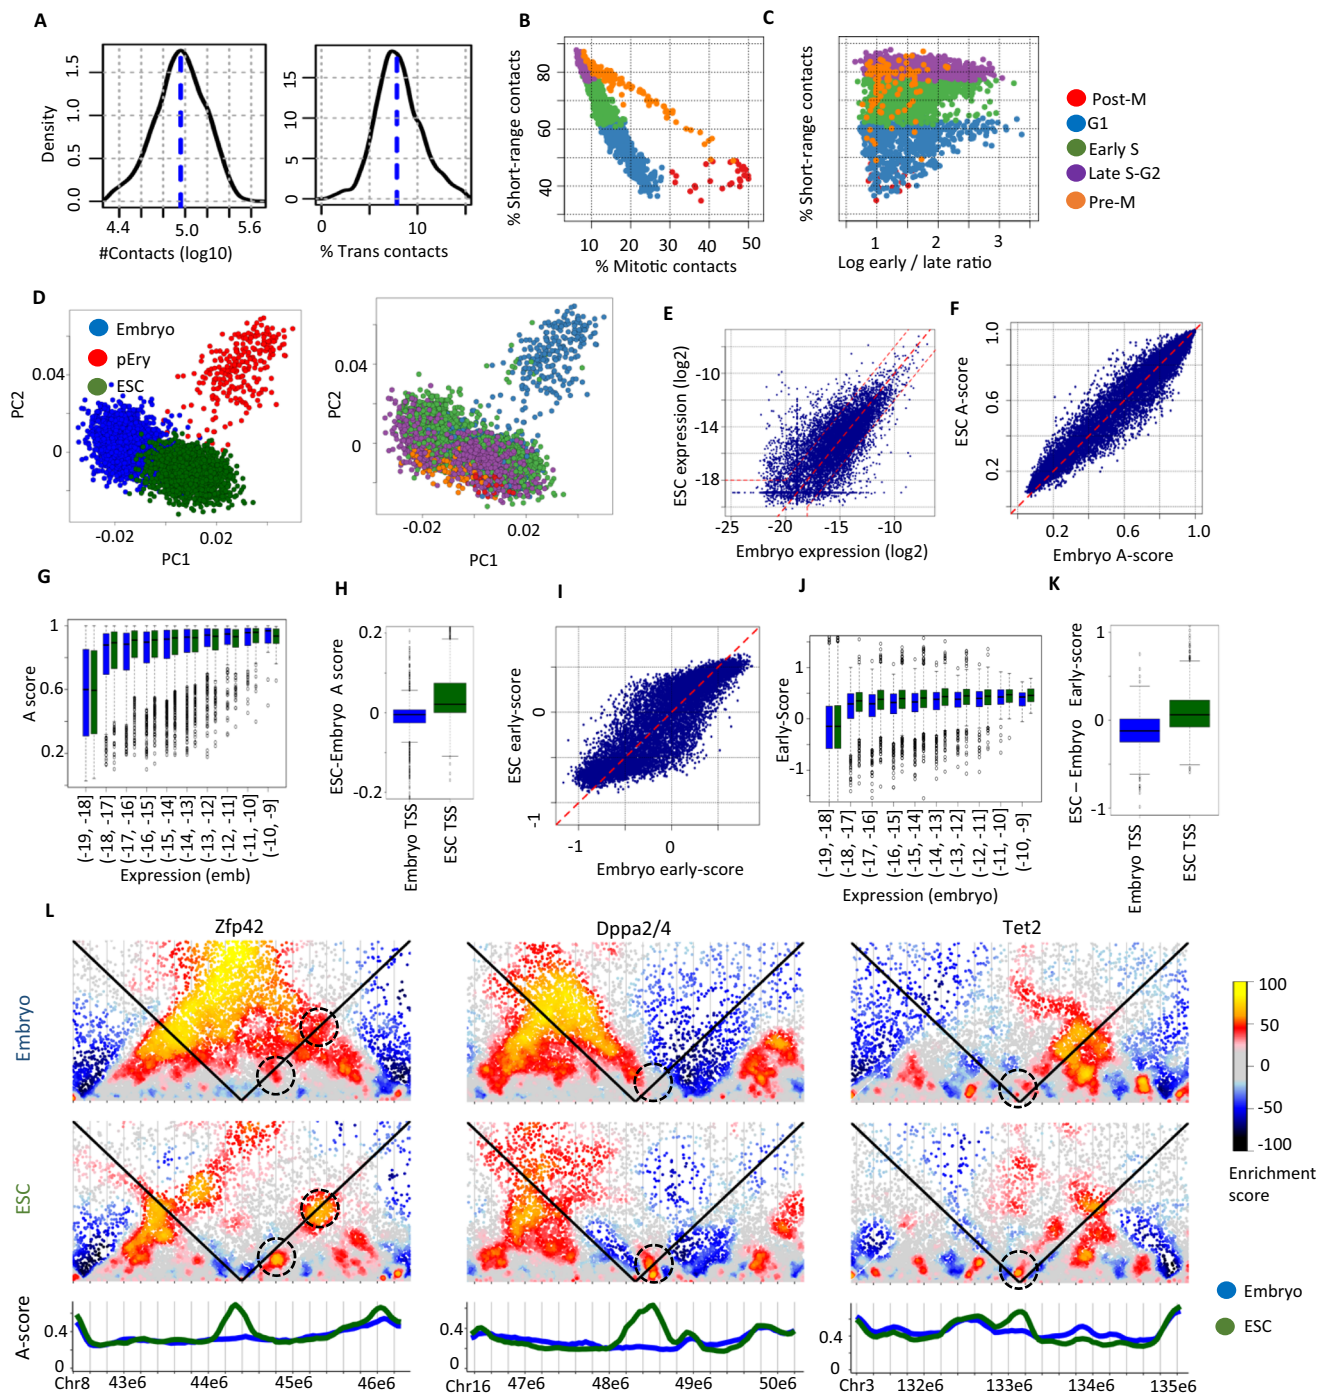 A
Density
1.5
1.0
0.5
0.0
4.4
5.0
5.6
#Contacts (log10)
15
10
5
0
0
10
% Trans contacts
B
% Short-range contacts
80
60
40
10
20
30
40
50
% Mitotic contacts
C
% Short-range contacts
80
60
40
1
2
3
Log early / late ratio
Post-M
G1
Early S
Late S-G2
Pre-M
D
Embryo
pEry
ESC
PC2
0.04
0
-0.02
0.02
PC1
PC2
0.04
0
-0.02
0.02
PC1
E
ESC expression (log2)
-10
-14
-18
-25
-20
-15
-10
Embryo expression (log2)
F
ESC A-score
1.0
0.6
0.2
0.2
0.6
1.0
Embryo A-score
G
A score
1
0.6
0.2
(-19, -18]
(-18, -17]
(-17, -16]
(-16, -15]
(-15, -14]
(-14, -13]
(-13, -12]
(-12, -11]
(-11, -10]
(-10, -9]
Expression (emb)
H
ESC-Embryo A score
0.2
0
-0.2
Embryo TSS
ESC TSS
I
ESC early-score
0
-1
-1
0
Embryo early-score
J
Early-Score
1
0
-1
(-19, -18]
(-18, -17]
(-17, -16]
(-16, -15]
(-15, -14]
(-14, -13]
(-13, -12]
(-12, -11]
(-11, -10]
(-10, -9]
Expression (embryo)
K
ESC – Embryo Early-score
1
0
-1
Embryo TSS
ESC TSS
L
Zfp42
Dppa2/4
Tet2
Embryo
ESC
100
50
0
-50
-100
Enrichment
score
Embryo
ESC
A-score
0.4
0
Chr8 43e6 44e6 45e6 46e6
0.4
0
Chr16 47e6 48e6 49e6 50e6
0.4
0
Chr3 132e6 133e6 134e6 135e6